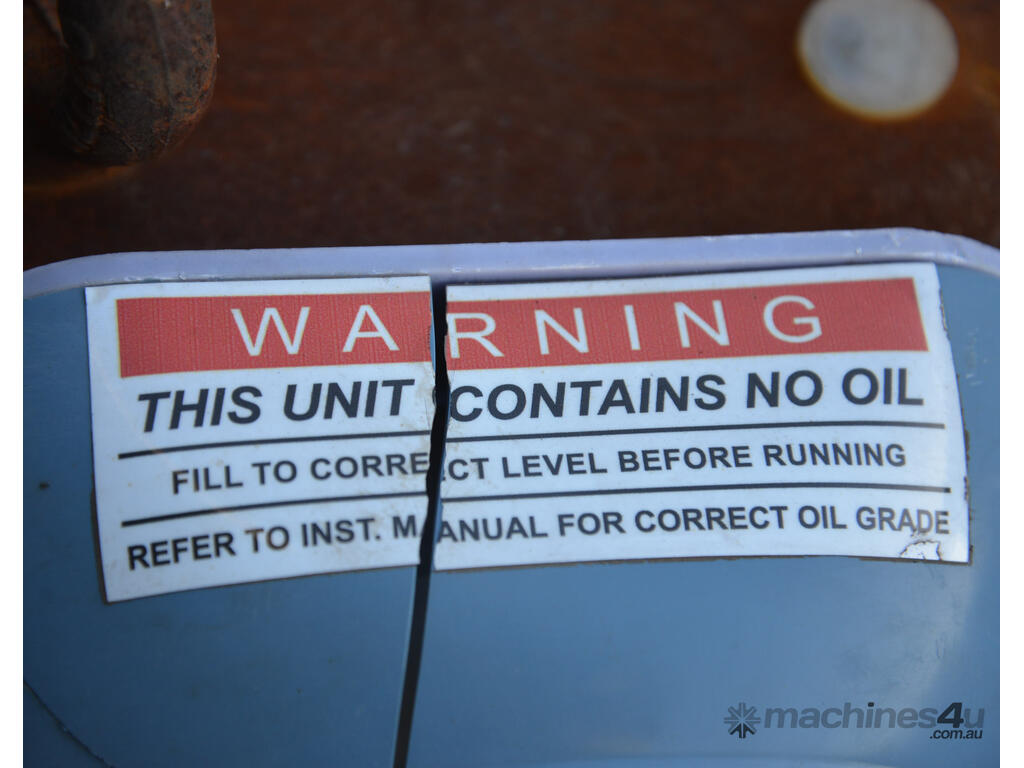 WARNING
THIS UNIT CONTAINS NO OIL
FILL TO CORRECT LEVEL BEFORE RUNNING
REFER TO INST. MANUAL FOR CORRECT OIL GRADE
machines4u
.com.au